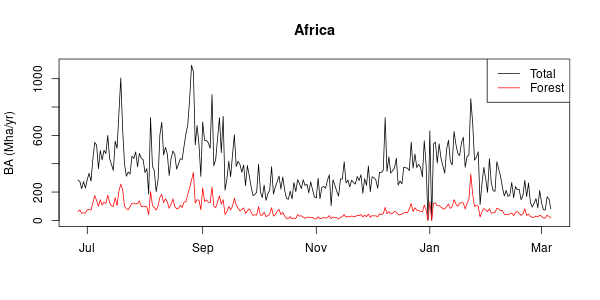 Africa
BA (Mha/yr)
1000
600
200
0
Total
Forest
Jul Sep Nov Jan Mar